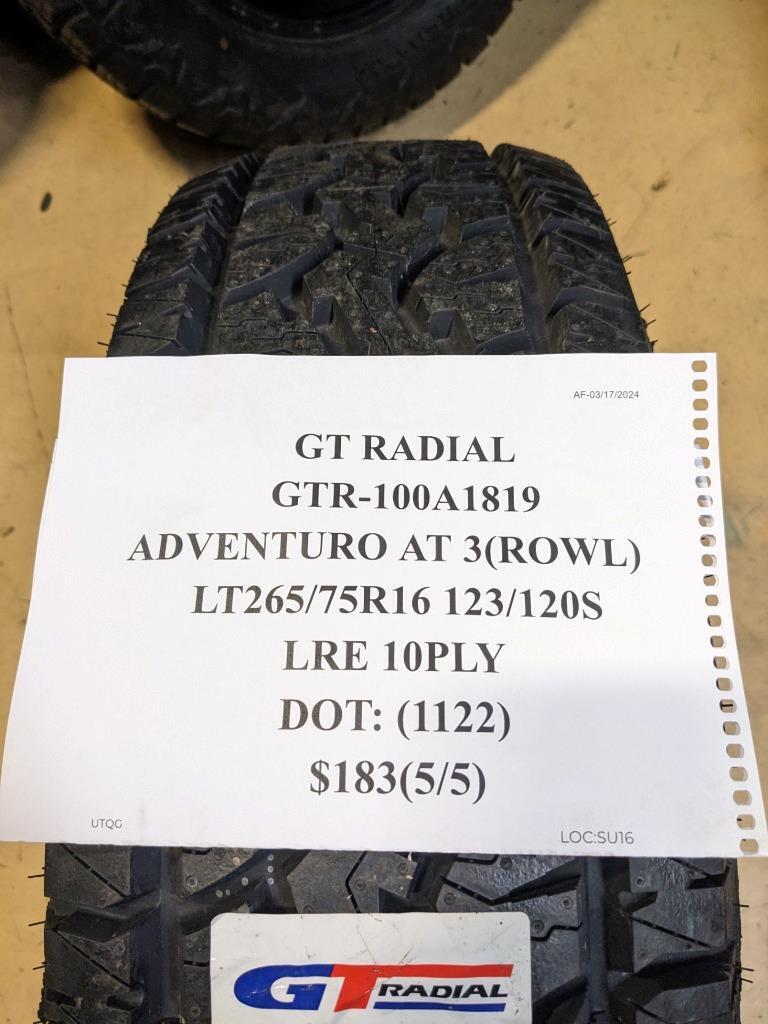 AF-03/17/2024
GT RADIAL
GTR-100A1819
ADVENTURO AT 3(ROWL)
LT265/75R16 123/120S
LRE 10PLY
DOT: (1122)
$183(5/5)
UTQG
LOC:SU16
GT RADIAL